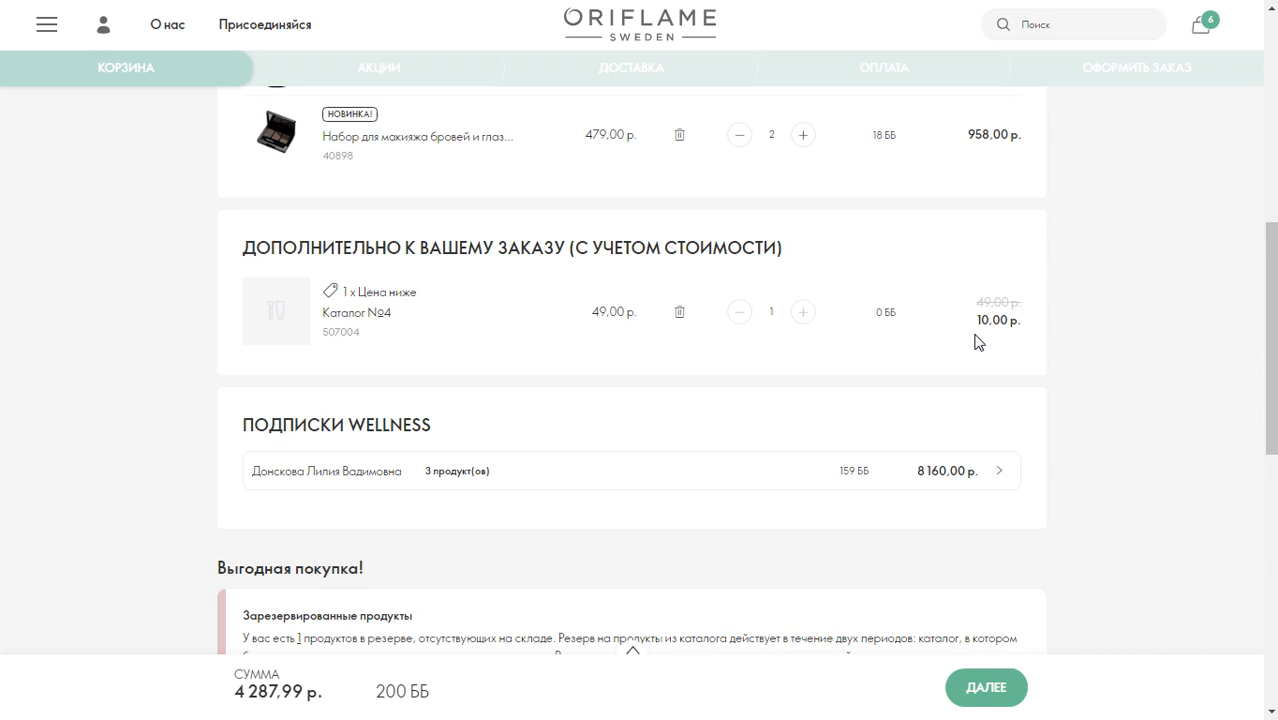 О нас
Присоединяйся
ORIFLAME
SWEDEN
Поиск
6
КОРЗИНА
АКЦИИ
ДОСТАВКА
ОПЛАТА
ОФОРМИТЬ ЗАКАЗ
НОВИНКА!
Набор для макияжа бровей и глаз...
40898
479,00 р.
2
18 ББ
958,00 р.
ДОПОЛНИТЕЛЬНО К ВАШЕМУ ЗАКАЗУ (С УЧЕТОМ СТОИМОСТИ)
1 x Цена ниже
Каталог №4
507004
49,00 р.
1
0 ББ
49,00 р.
10,00 р.
ПОДПИСКИ WELLNESS
Донскова Лилия Вадимовна
3 продукт(ов)
159 ББ
8 160,00 р.
Выгодная покупка!
Зарезервированные продукты
У вас есть 1 продуктов в резерве, отсутствующих на складе. Резерв на продукты из каталога действует в течение двух периодов: каталог, в котором
СУММА
4 287,99 р.
200 ББ
ДАЛЕЕ